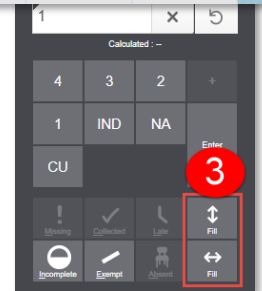 1
Calculated : --
4 3 2 +
1 IND NA
Enter
CU
3
Missing Collected Late Fill
Incomplete Exempt Absent Fill